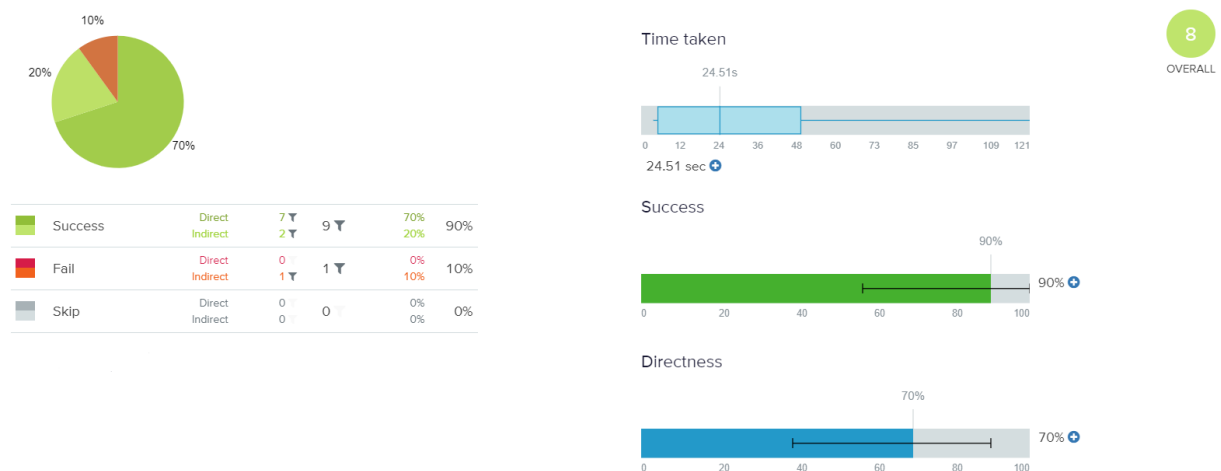 10%
20%
70%
Success Direct 7 9 70% 90%
Indirect 2 20%
Fail Direct 0 1 0% 10%
Indirect 1 10%
Skip Direct 0 0 0% 0%
Indirect 0 0%
Time taken
24.51s
0 12 24 36 48 60 73 85 97 109 121
24.51 sec
Success
90%
90%
0 20 40 60 80 100
Directness
70%
70%
0 20 40 60 80 100
8
OVERALL